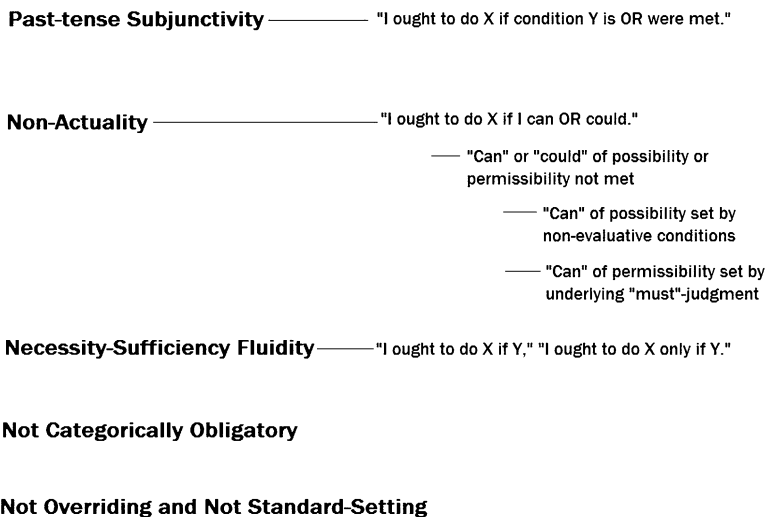 Past-tense Subjunctivity "I ought to do X if condition Y is OR were met."
Non-Actuality "I ought to do X if I can OR could."
"Can" or "could" of possibility or
permissibility not met
"Can" of possibility set by
non-evaluative conditions
"Can" of permissibility set by
underlying "must"-judgment
Necessity-Sufficiency Fluidity "I ought to do X if Y," "I ought to do X only if Y."
Not Categorically Obligatory
Not Overriding and Not Standard-Setting